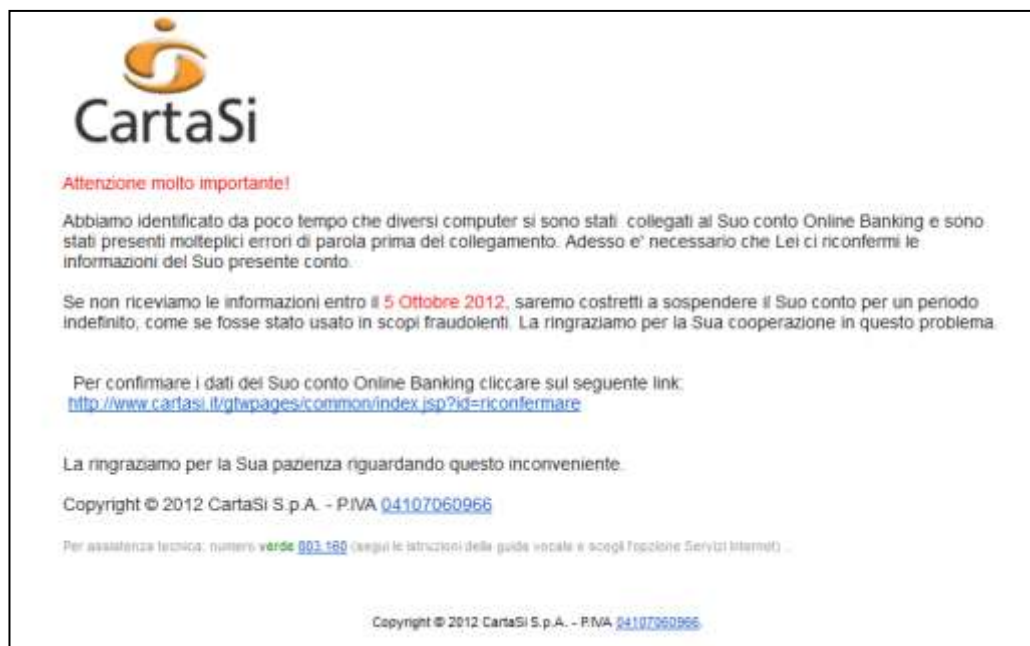 CartaSi
Attenzione molto importante!
Abbiamo identificato da poco tempo che diversi computer si sono stati collegati al Suo conto Online Banking e sono
stati presenti molteplici errori di parola prima del collegamento. Adesso e' necessario che Lei ci riconfermi le
informazioni del Suo presente conto.
Se non riceviamo le informazioni entro il 5 Ottobre 2012, saremo costretti a sospendere il Suo conto per un periodo
indefinito, come se fosse stato usato in scopi fraudolenti. La ringraziamo per la Sua cooperazione in questo problema.
Per confirmare i dati del Suo conto Online Banking cliccare sul seguente link:
http://www.cartasi.it/gtwpages/common/index.jsp?id=riconfermare
La ringraziamo per la Sua pazienza riguardando questo inconveniente.
Copyright © 2012 CartaSi S.p.A. - P.IVA 04107060966
Per assistenza tecnica: numero verde 803.160 (segui le istruzioni della guida vocale e scegli l'opzione Servizi Internet) ..
Copyright © 2012 CartaSi S.p.A. - P.IVA 04107060966.